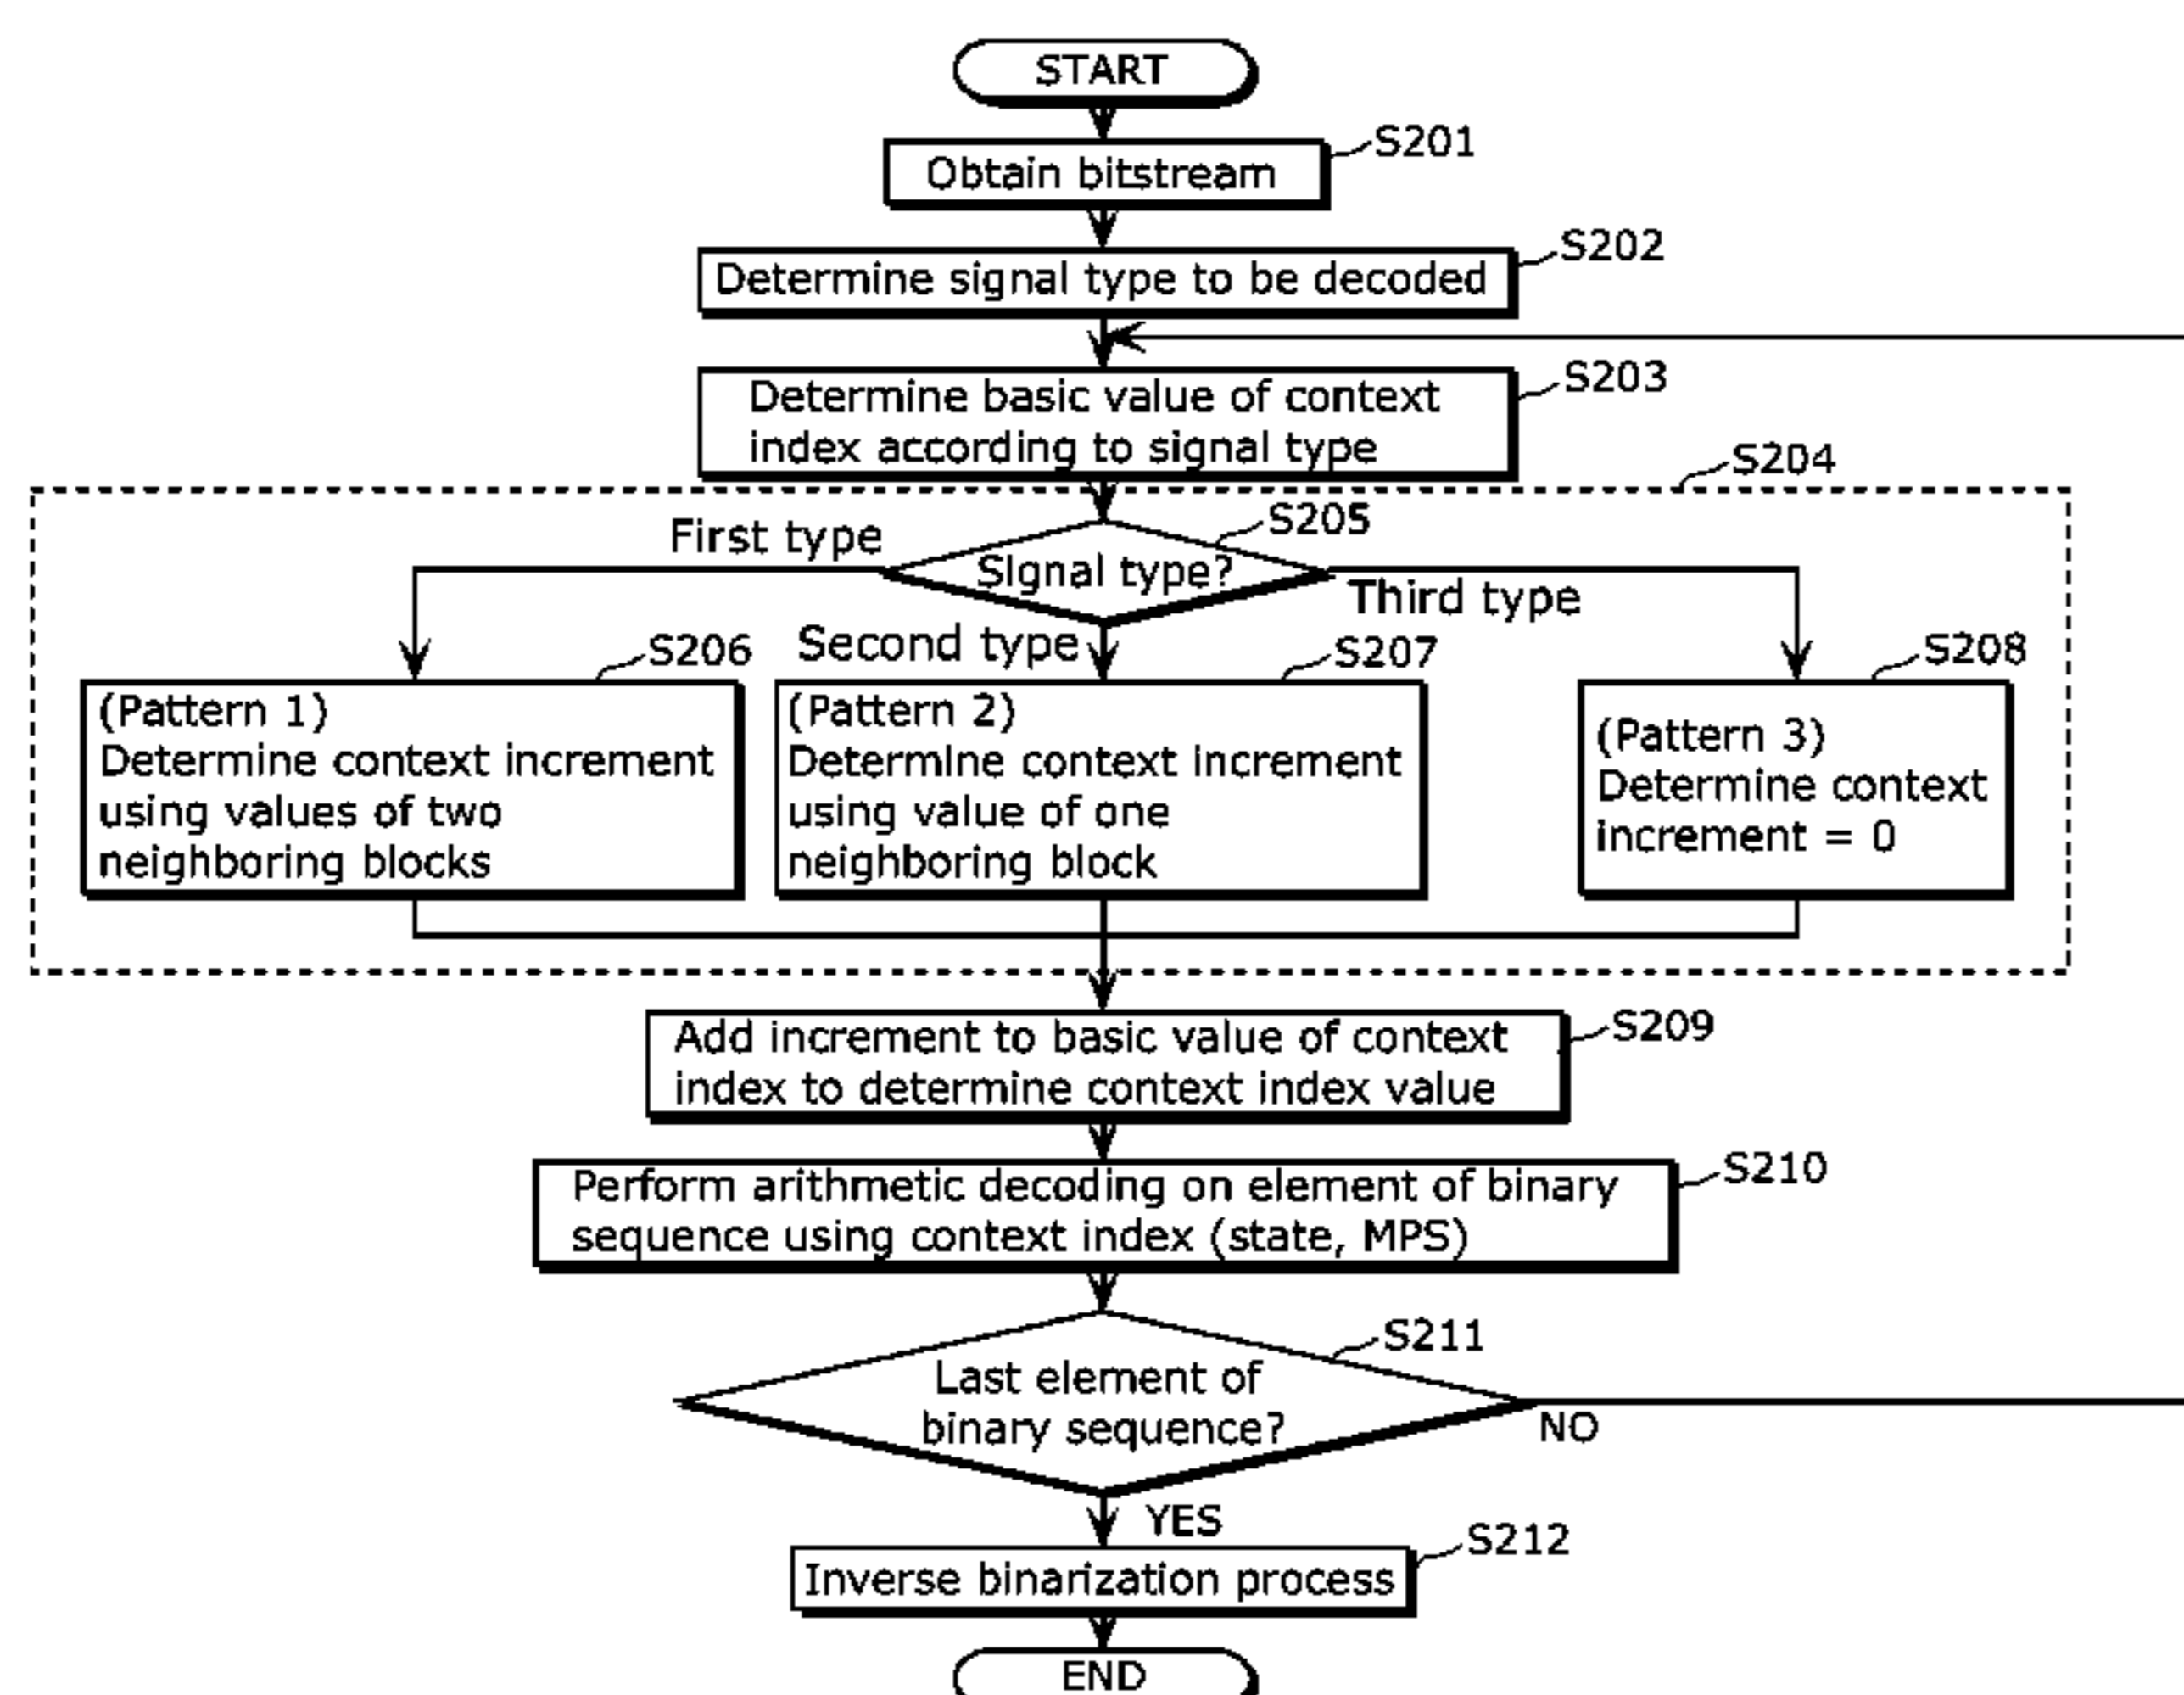 START
S201
Obtain bitstream
S202
Determine signal type to be decoded
S203
Determine basic value of context
index according to signal type
S204
S205
First type
Signal type?
Third type
Second type
S206
S207
S208
(Pattern 1)
Determine context increment
using values of two
neighboring blocks
(Pattern 2)
Determine context increment
using value of one
neighboring block
(Pattern 3)
Determine context
increment = 0
S209
Add increment to basic value of context
index to determine context index value
S210
Perform arithmetic decoding on element of binary
sequence using context index (state, MPS)
S211
Last element of
binary sequence?
NO
YES
S212
Inverse binarization process
END